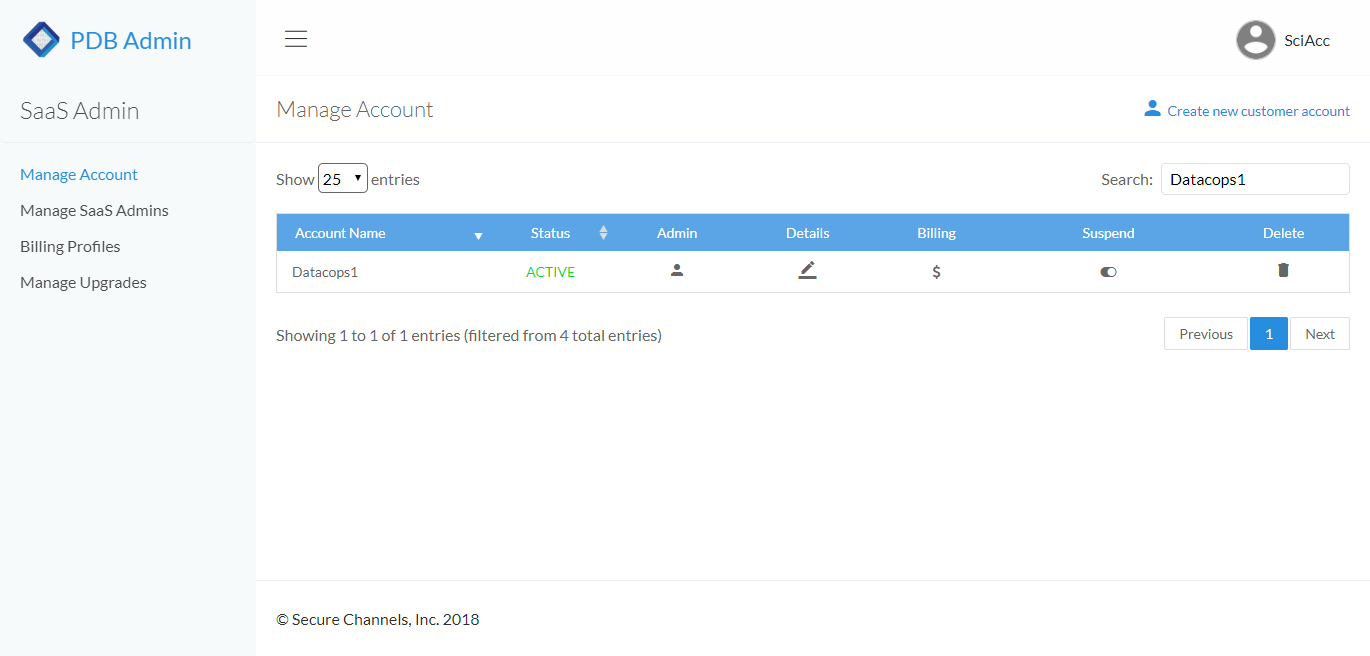 PDB Admin
SciAcc
SaaS Admin
Manage Account
Manage SaaS Admins
Billing Profiles
Manage Upgrades
Manage Account
Create new customer account
Show 25 entries
Search: Datacops1
Account Name Status Admin Details Billing Suspend Delete
Datacops1 ACTIVE $
Showing 1 to 1 of 1 entries (filtered from 4 total entries)
Previous 1 Next
© Secure Channels, Inc. 2018